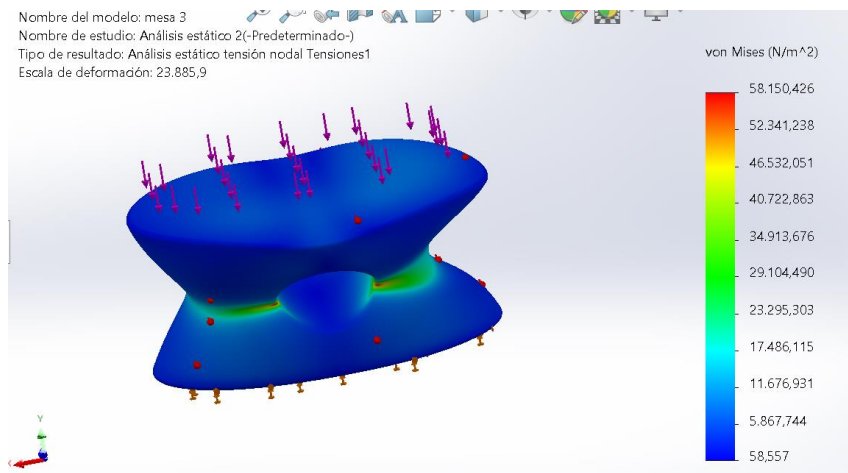 Nombre del modelo: mesa 3
Nombre de estudio: Análisis estático 2(-Predeterminado-)
Tipo de resultado: Análisis estático tensión nodal Tensiones1
Escala de deformación: 23.885,9
von Mises (N/m^2)
58.150,426
52.341,238
46.532,051
40.722,863
34.913,676
29.104,490
23.295,303
17.486,115
11.676,931
5.867,744
58,557
Y